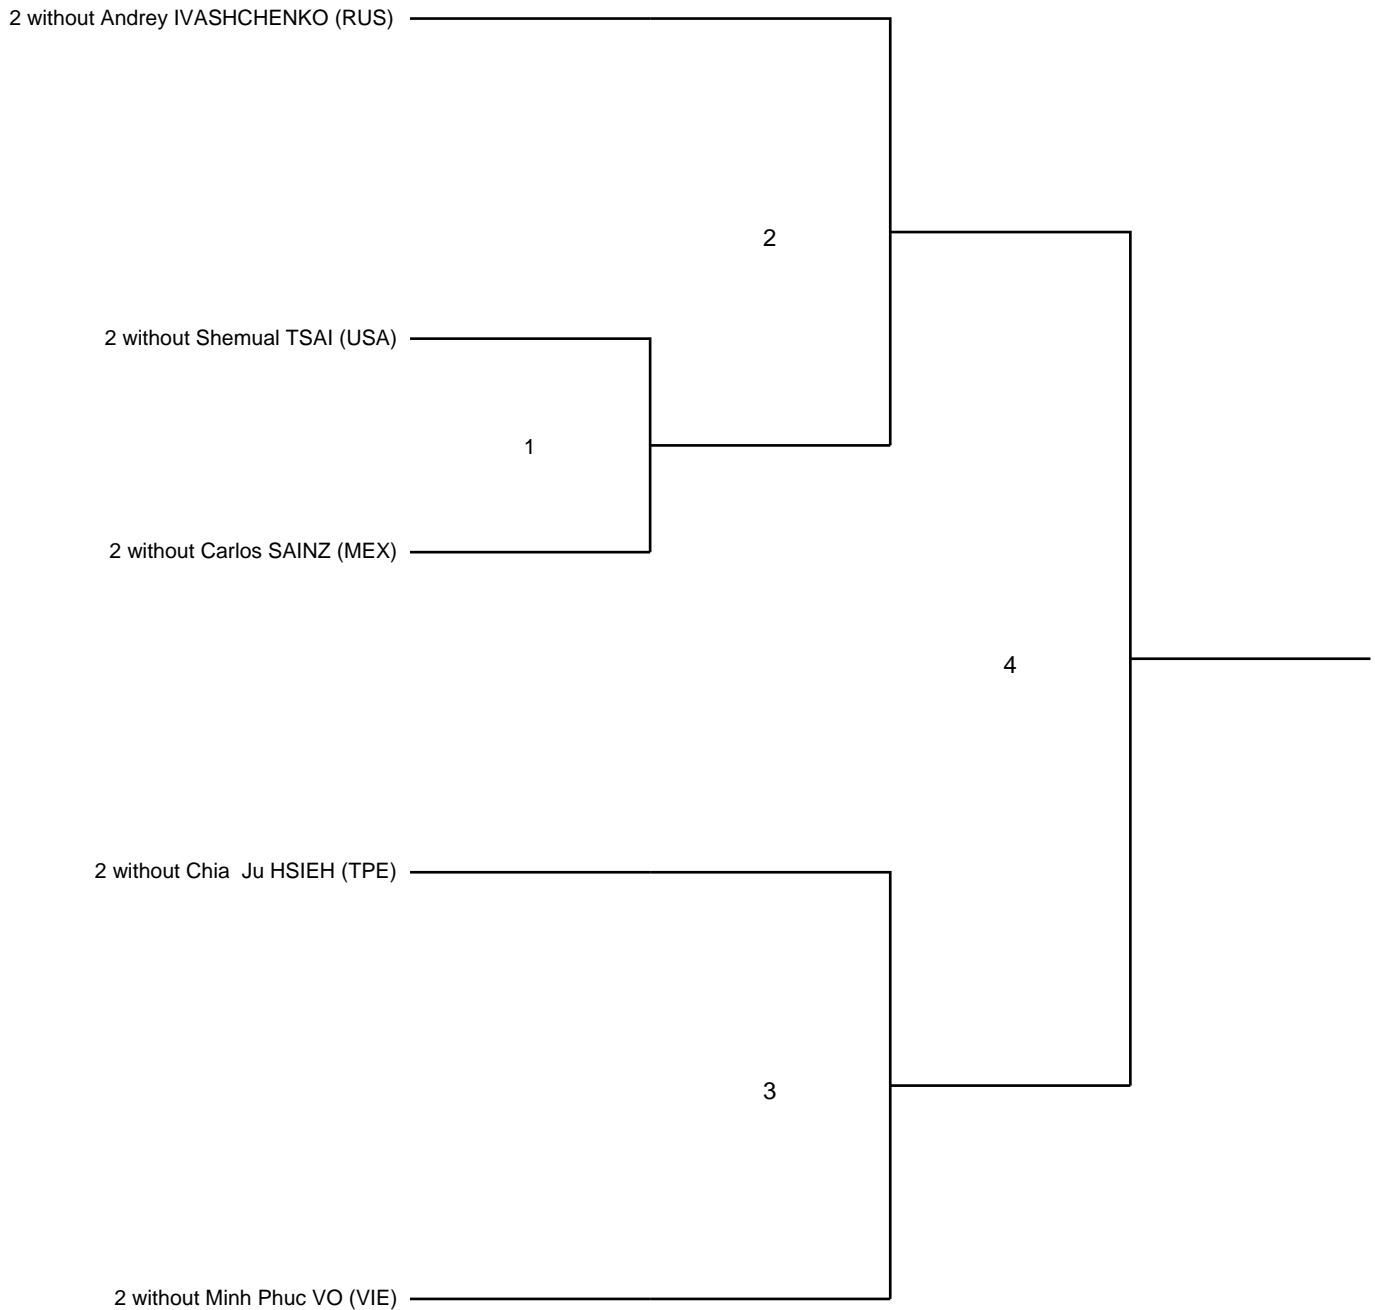 2 without Andrey IVASHCHENKO (RUS)
2
2 without Shemual TSAI (USA)
1
2 without Carlos SAINZ (MEX)
4
2 without Chia  Ju HSIEH (TPE)
3
2 without Minh Phuc VO (VIE)